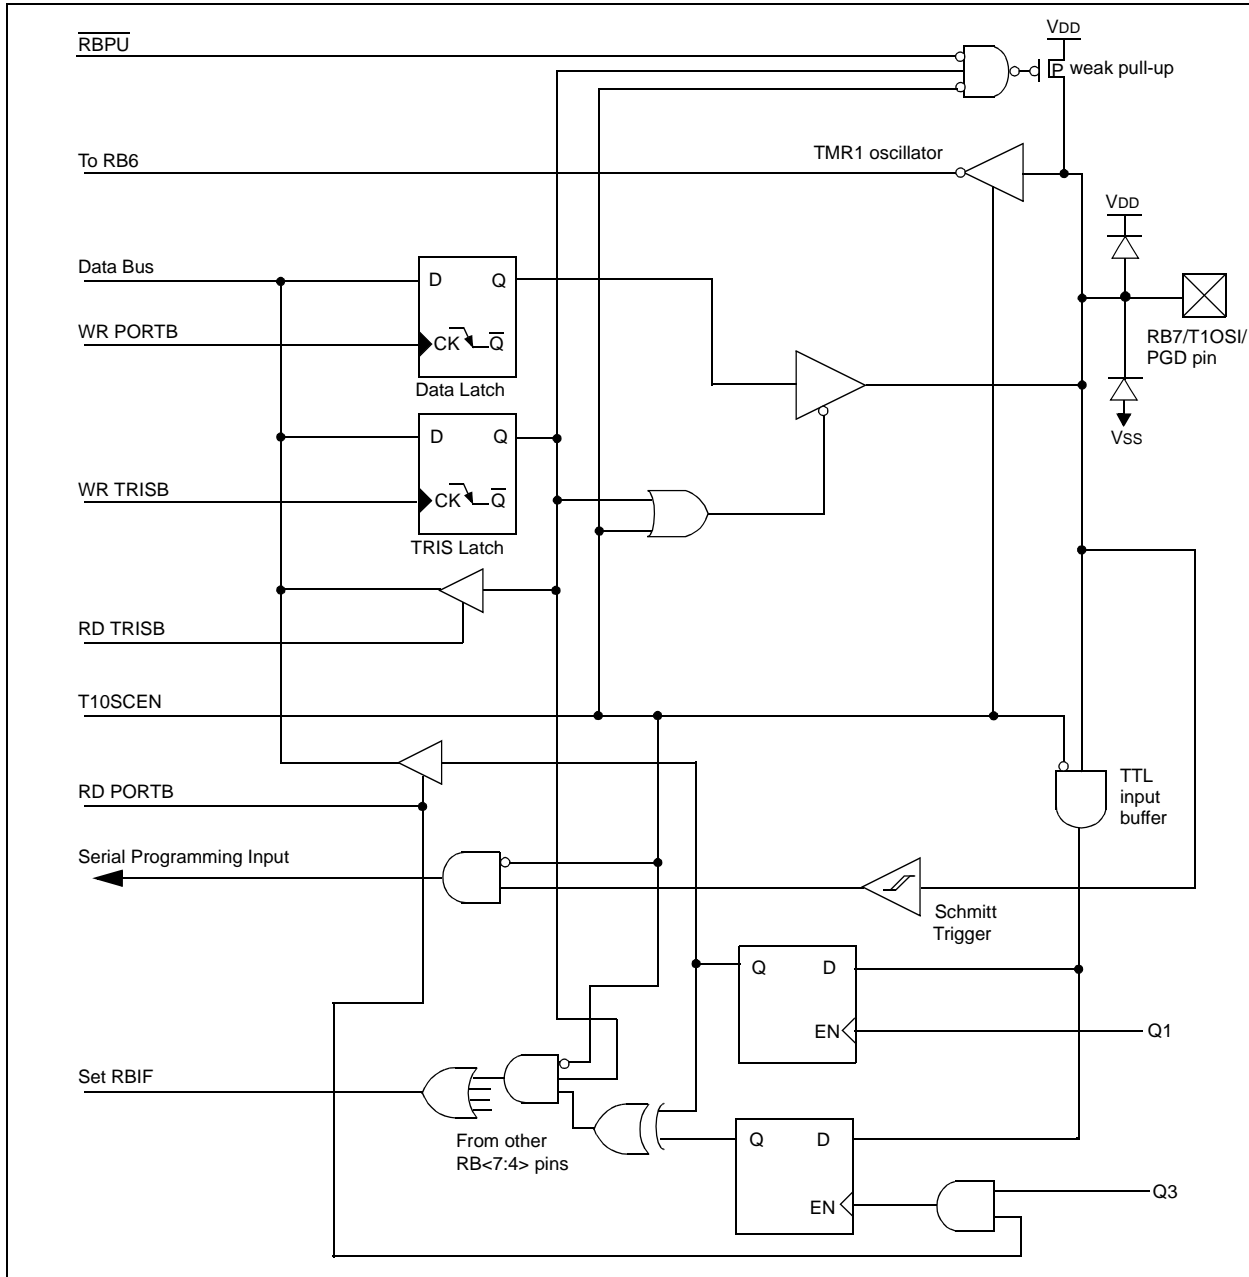 VDD
RBPU
P weak pull-up
To RB6
TMR1 oscillator
VDD
Data Bus
D Q
WR PORTB
CK Q
Data Latch
RB7/T1OSI/
PGD pin
D Q
VSS
WR TRISB
CK Q
TRIS Latch
RD TRISB
T10SCEN
TTL
input
buffer
RD PORTB
Serial Programming Input
Schmitt
Trigger
Q D
EN
Q1
Set RBIF
From other
RB<7:4> pins
Q D
EN
Q3